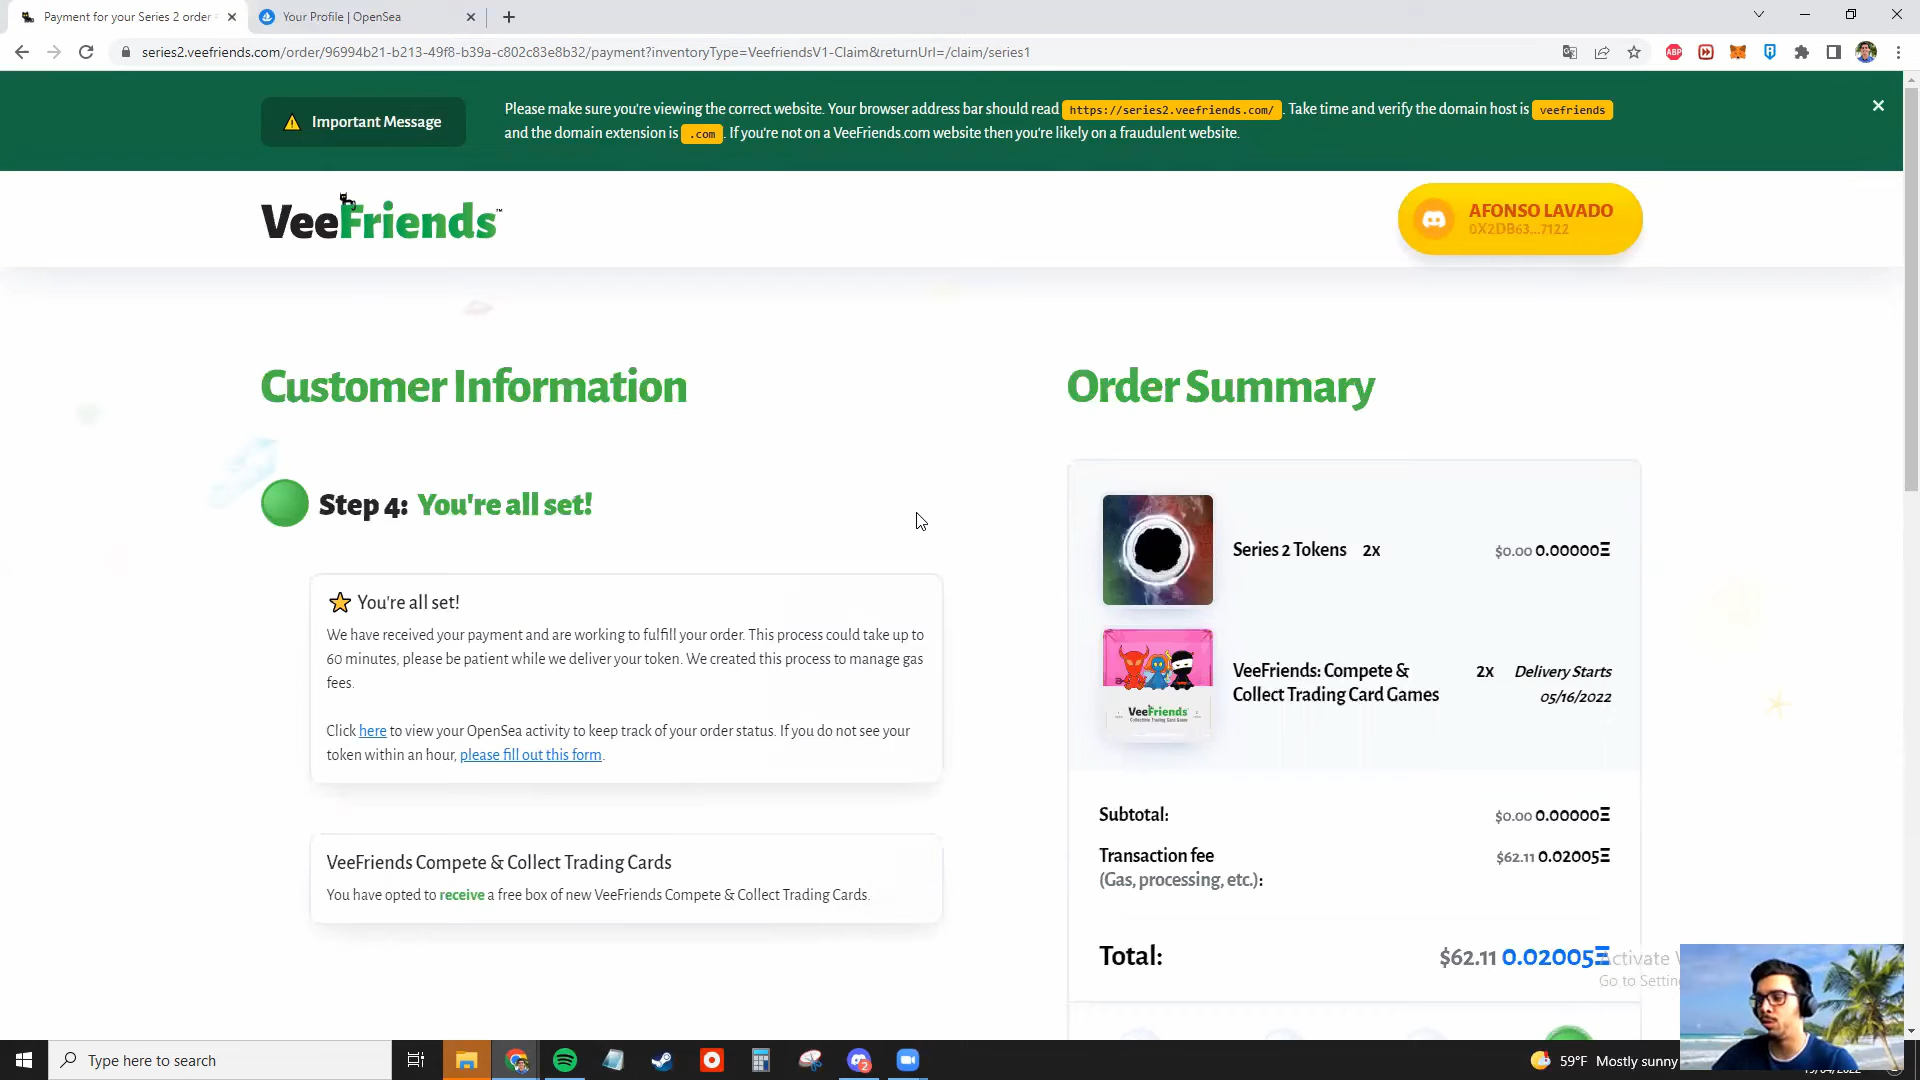 Payment for your Series 2 order
Your Profile | OpenSea
series2.veefriends.com/order/96994b21-b213-49f8-b39a-c802c83e8b32/payment?inventoryType=VeefriendsV1-Claim&returnUrl=/claim/series1
ABP
Important Message
Please make sure you're viewing the correct website. Your browser address bar should read https://series2.veefriends.com/ . Take time and verify the domain host is veefriends
and the domain extension is .com . If you're not on a VeeFriends.com website then you're likely on a fraudulent website.
VeeFriends™
AFONSO LAVADO
0X2DB63...7122
Customer Information
Order Summary
Step 4: You're all set!
Series 2 Tokens 2x $0.00 0.00000Ξ
You're all set!
We have received your payment and are working to fulfill your order. This process could take up to
60 minutes, please be patient while we deliver your token. We created this process to manage gas
fees.
Click here to view your OpenSea activity to keep track of your order status. If you do not see your
token within an hour, please fill out this form.
VeeFriends
VeeFriends: Compete & 2x Delivery Starts
Collect Trading Card Games 05/16/2022
Subtotal: $0.00 0.00000Ξ
Transaction fee $62.11 0.02005Ξ
(Gas, processing, etc.):
VeeFriends Compete & Collect Trading Cards
You have opted to receive a free box of new VeeFriends Compete & Collect Trading Cards.
Total: $62.11 0.02005Ξ
Activate
Go to
Type here to search
2
59°F Mostly sunny